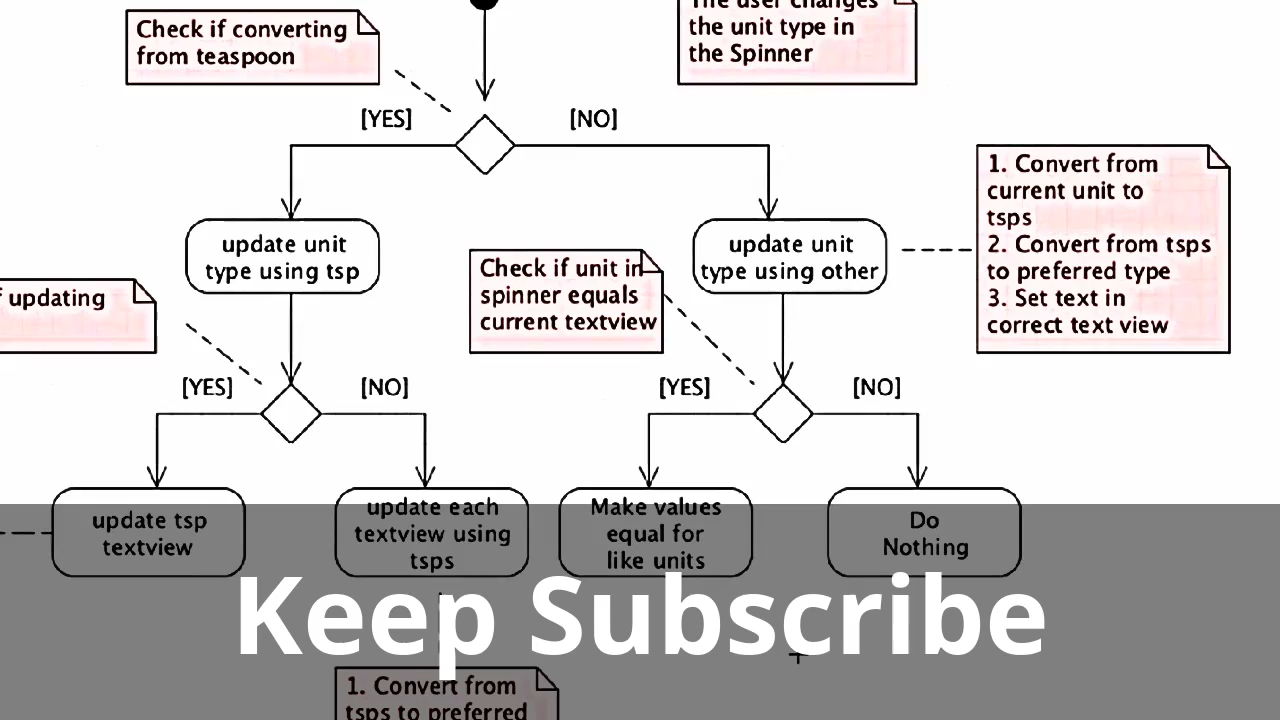 Check if converting
from teaspoon
The user changes
the unit type in
the Spinner
[YES]
[NO]
1. Convert from
current unit to
tsps
2. Convert from tsps
to preferred type
3. Set text in
correct text view
update unit
type using tsp
update unit
type using other
Check if unit in
spinner equals
current textview
updating
[YES]
[NO]
[YES]
[NO]
update tsp
textview
update each
textview using
tsps
Make values
equal for
like units
Do
Nothing
Keep Subscribe
1. Convert from
tsps to preferred